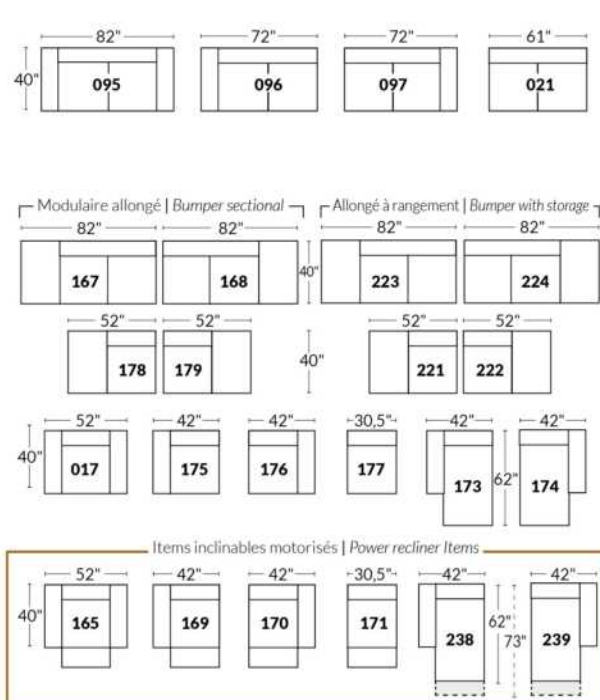 82" 72" 72" 61"
40" 095 096 097 021
Modulaire allongé | Bumper sectional Allongé à rangement | Bumper with storage
82" 82" 82" 82"
167 168 40" 223 224
52" 52" 52" 52"
178 179 40" 221 222
52" 42" 42" 30,5" 42" 42"
40" 017 175 176 177 173 62" 174
Items inclinables motorisés | Power recliner Items
52" 42" 42" 30,5" 42" 42"
40" 165 169 170 171 238 62" 73" 239